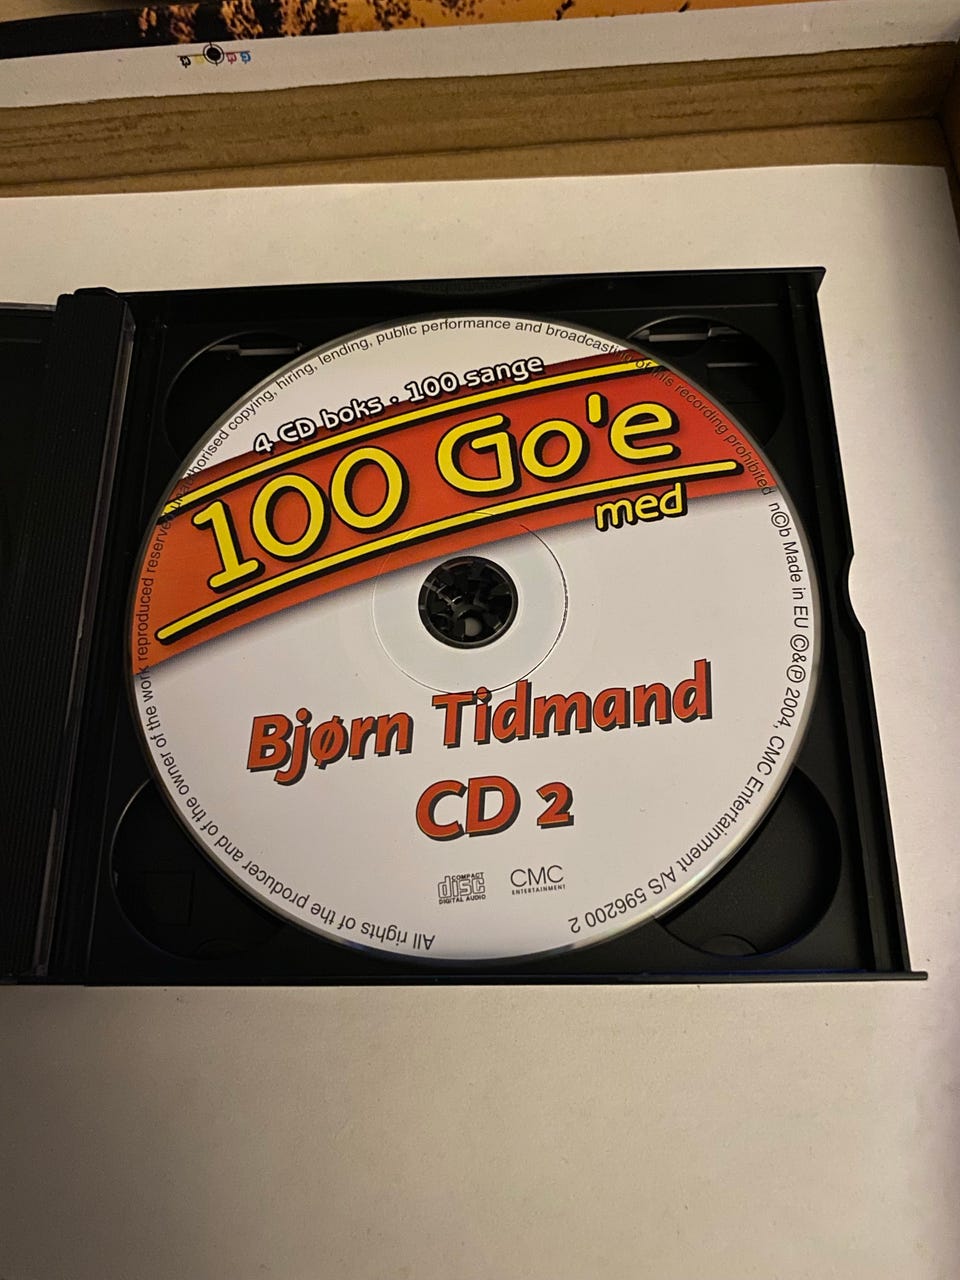 4 CD boks · 100 sange
100 Go'e
med
Bjørn Tidmand
CD 2
COMPACT
disc
DIGITAL AUDIO
CMC
ENTERTAINMENT
All rights of the producer and of the owner of the work reproduced reserved. Unauthorised copying, hiring, lending, public performance and broadcasting of this recording prohibited n©b Made in EU ©&℗ 2004, CMC Entertainment A/S 596200 2